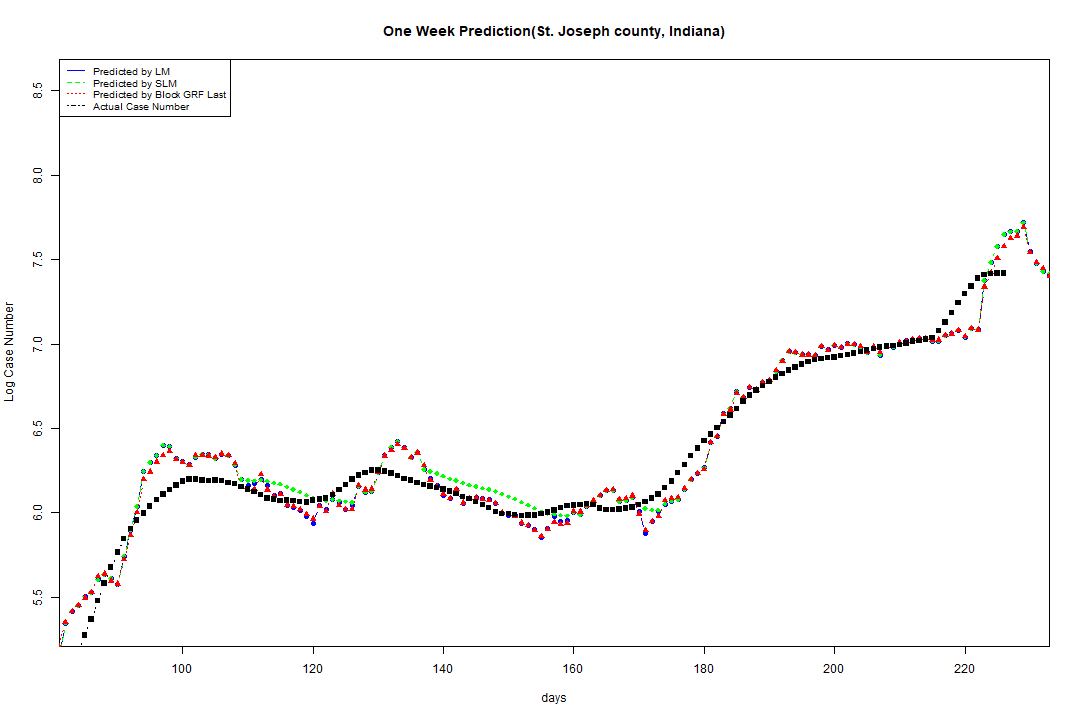 One Week Prediction(St. Joseph county, Indiana)
Predicted by LM
Predicted by SLM
Predicted by Block GRF Last
Actual Case Number
8.5
8.0
7.5
7.0
6.5
6.0
5.5
Log Case Number
100 120 140 160 180 200 220
days